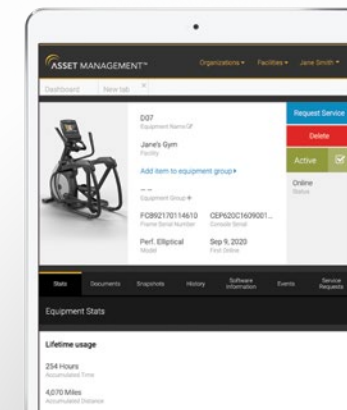 ASSET MANAGEMENT™ Organizations Facilities Jane Smith
Dashboard New tab ×
D07
Equipment Name
Jane's Gym
Facility
Add item to equipment group
– –
Equipment Group +
Frame Serial Number
Console Serial
Perf. Elliptical
Model
Sep 9, 2020
First Online
Request Service
Delete
Active
Online
Status
Stats Documents Snapshots History Software Information Events Service Requests
Equipment Stats
Lifetime usage
254 Hours
Accumulated Time
4,070 Miles
Accumulated Distance